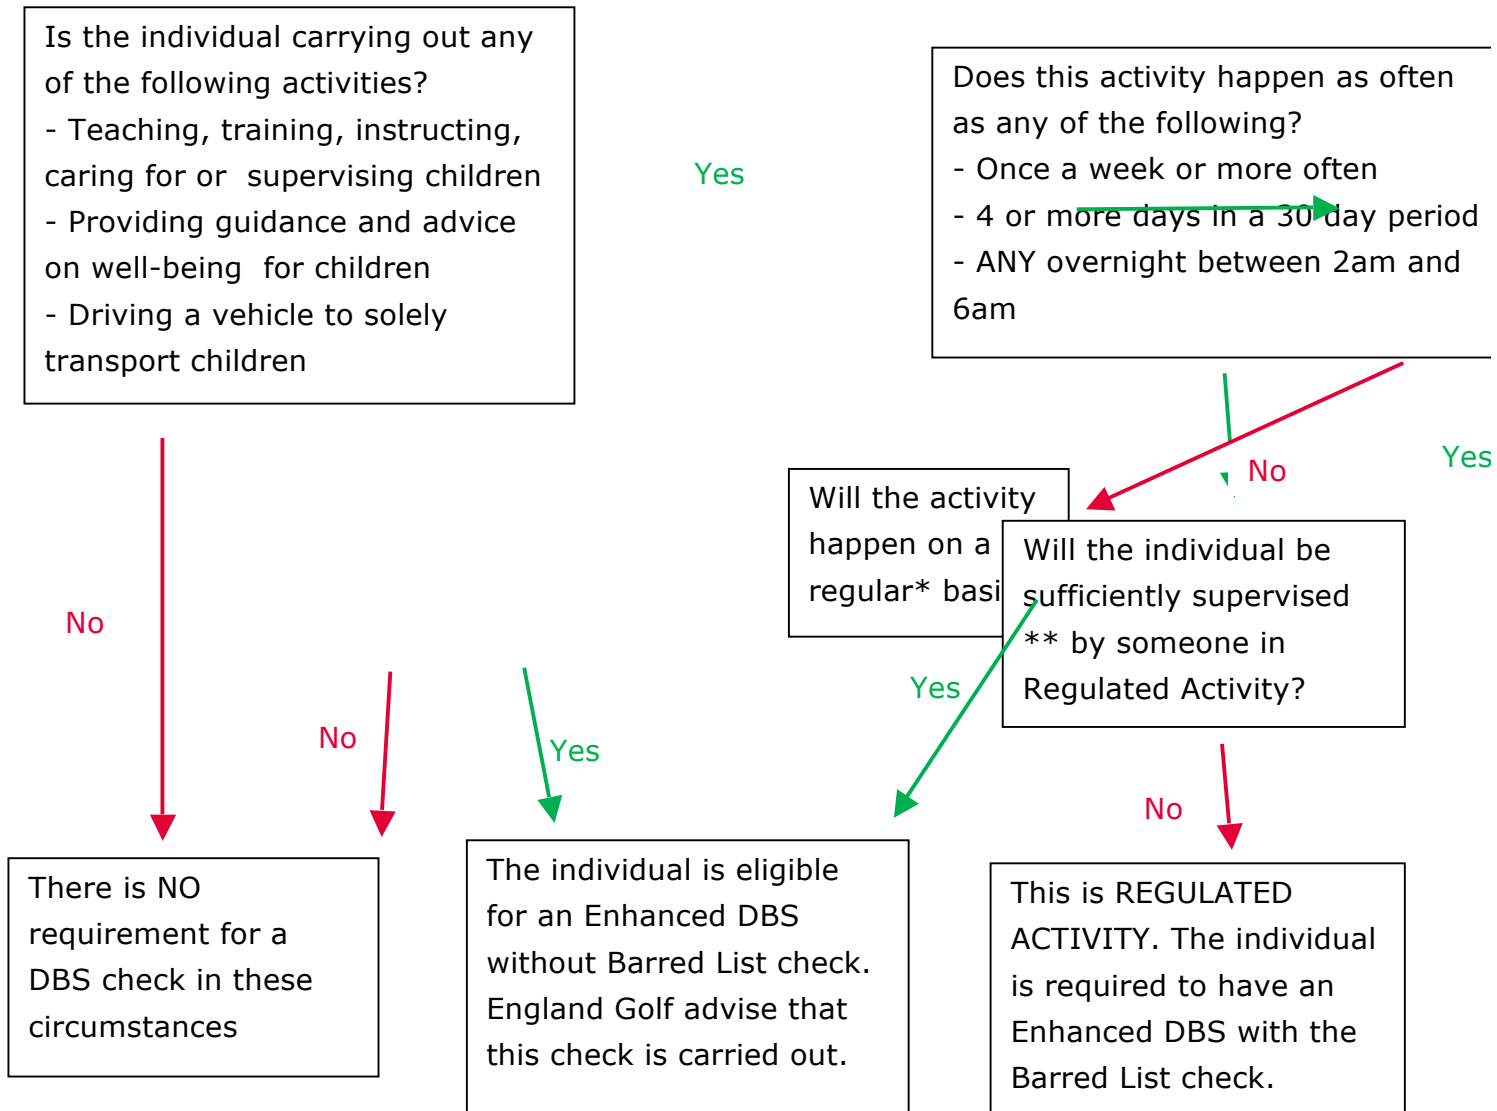 Is the individual carrying out any
of the following activities?
- Teaching, training, instructing,
caring for or  supervising children
- Providing guidance and advice
on well-being  for children
- Driving a vehicle to solely
transport children
Yes
Does this activity happen as often
as any of the following?
- Once a week or more often
- 4 or more days in a 30 day period
- ANY overnight between 2am and
6am
No
Yes
Will the activity
happen on a
regular* basi
Will the individual be
sufficiently supervised
** by someone in
Regulated Activity?
No
Yes
No
Yes
No
There is NO
requirement for a
DBS check in these
circumstances
The individual is eligible
for an Enhanced DBS
without Barred List check.
England Golf advise that
this check is carried out.
This is REGULATED
ACTIVITY. The individual
is required to have an
Enhanced DBS with the
Barred List check.